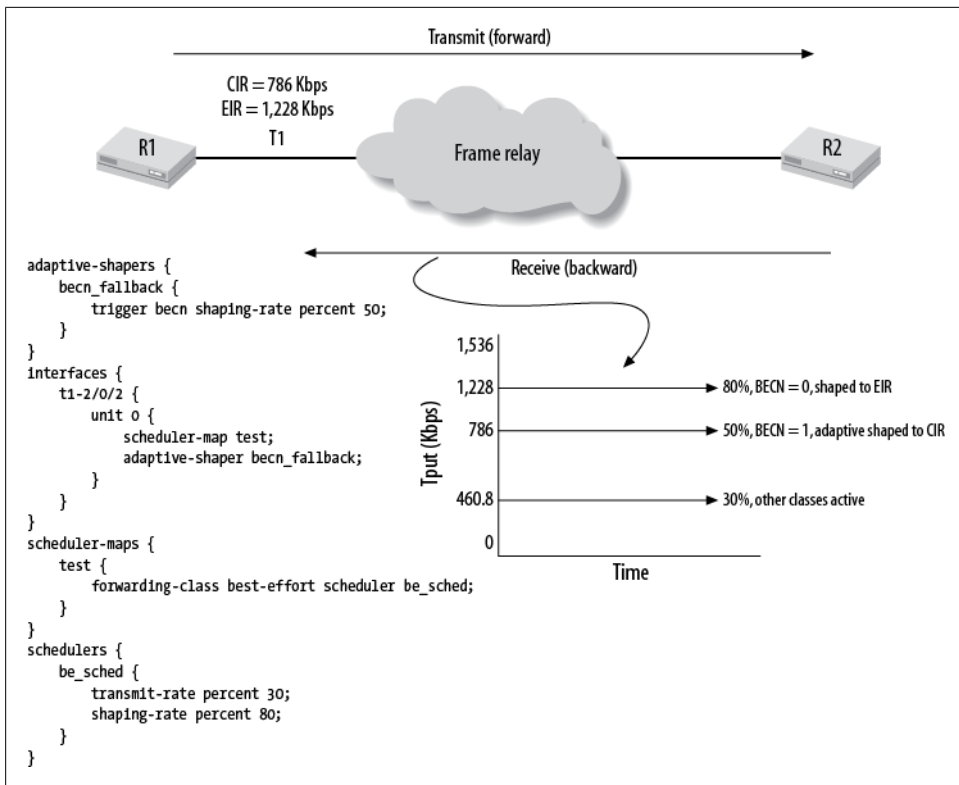 Transmit (forward)
CIR = 786 Kbps
EIR = 1,228 Kbps
T1
R1
Frame relay
R2
Receive (backward)
adaptive-shapers {
    becn_fallback {
        trigger becn shaping-rate percent 50;
    }
}
interfaces {
    t1-2/0/2 {
        unit 0 {
            scheduler-map test;
            adaptive-shaper becn_fallback;
        }
    }
}
scheduler-maps {
    test {
        forwarding-class best-effort scheduler be_sched;
    }
}
schedulers {
    be_sched {
        transmit-rate percent 30;
        shaping-rate percent 80;
    }
}
Tput (Kbps)
1,536
1,228
80%, BECN = 0, shaped to EIR
786
50%, BECN = 1, adaptive shaped to CIR
460.8
30%, other classes active
0
Time